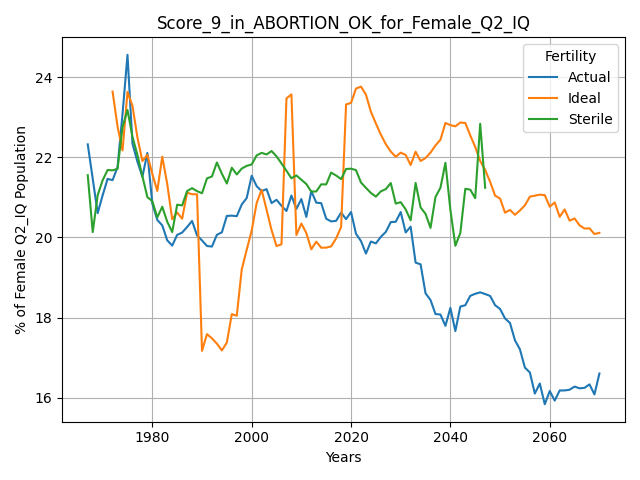 Score_9_in_ABORTION_OK_for_Female_Q2_IQ
% of Female Q2_IQ Population
24
22
20
18
16
Fertility
Actual
Ideal
Sterile
1980 2000 2020 2040 2060
Years